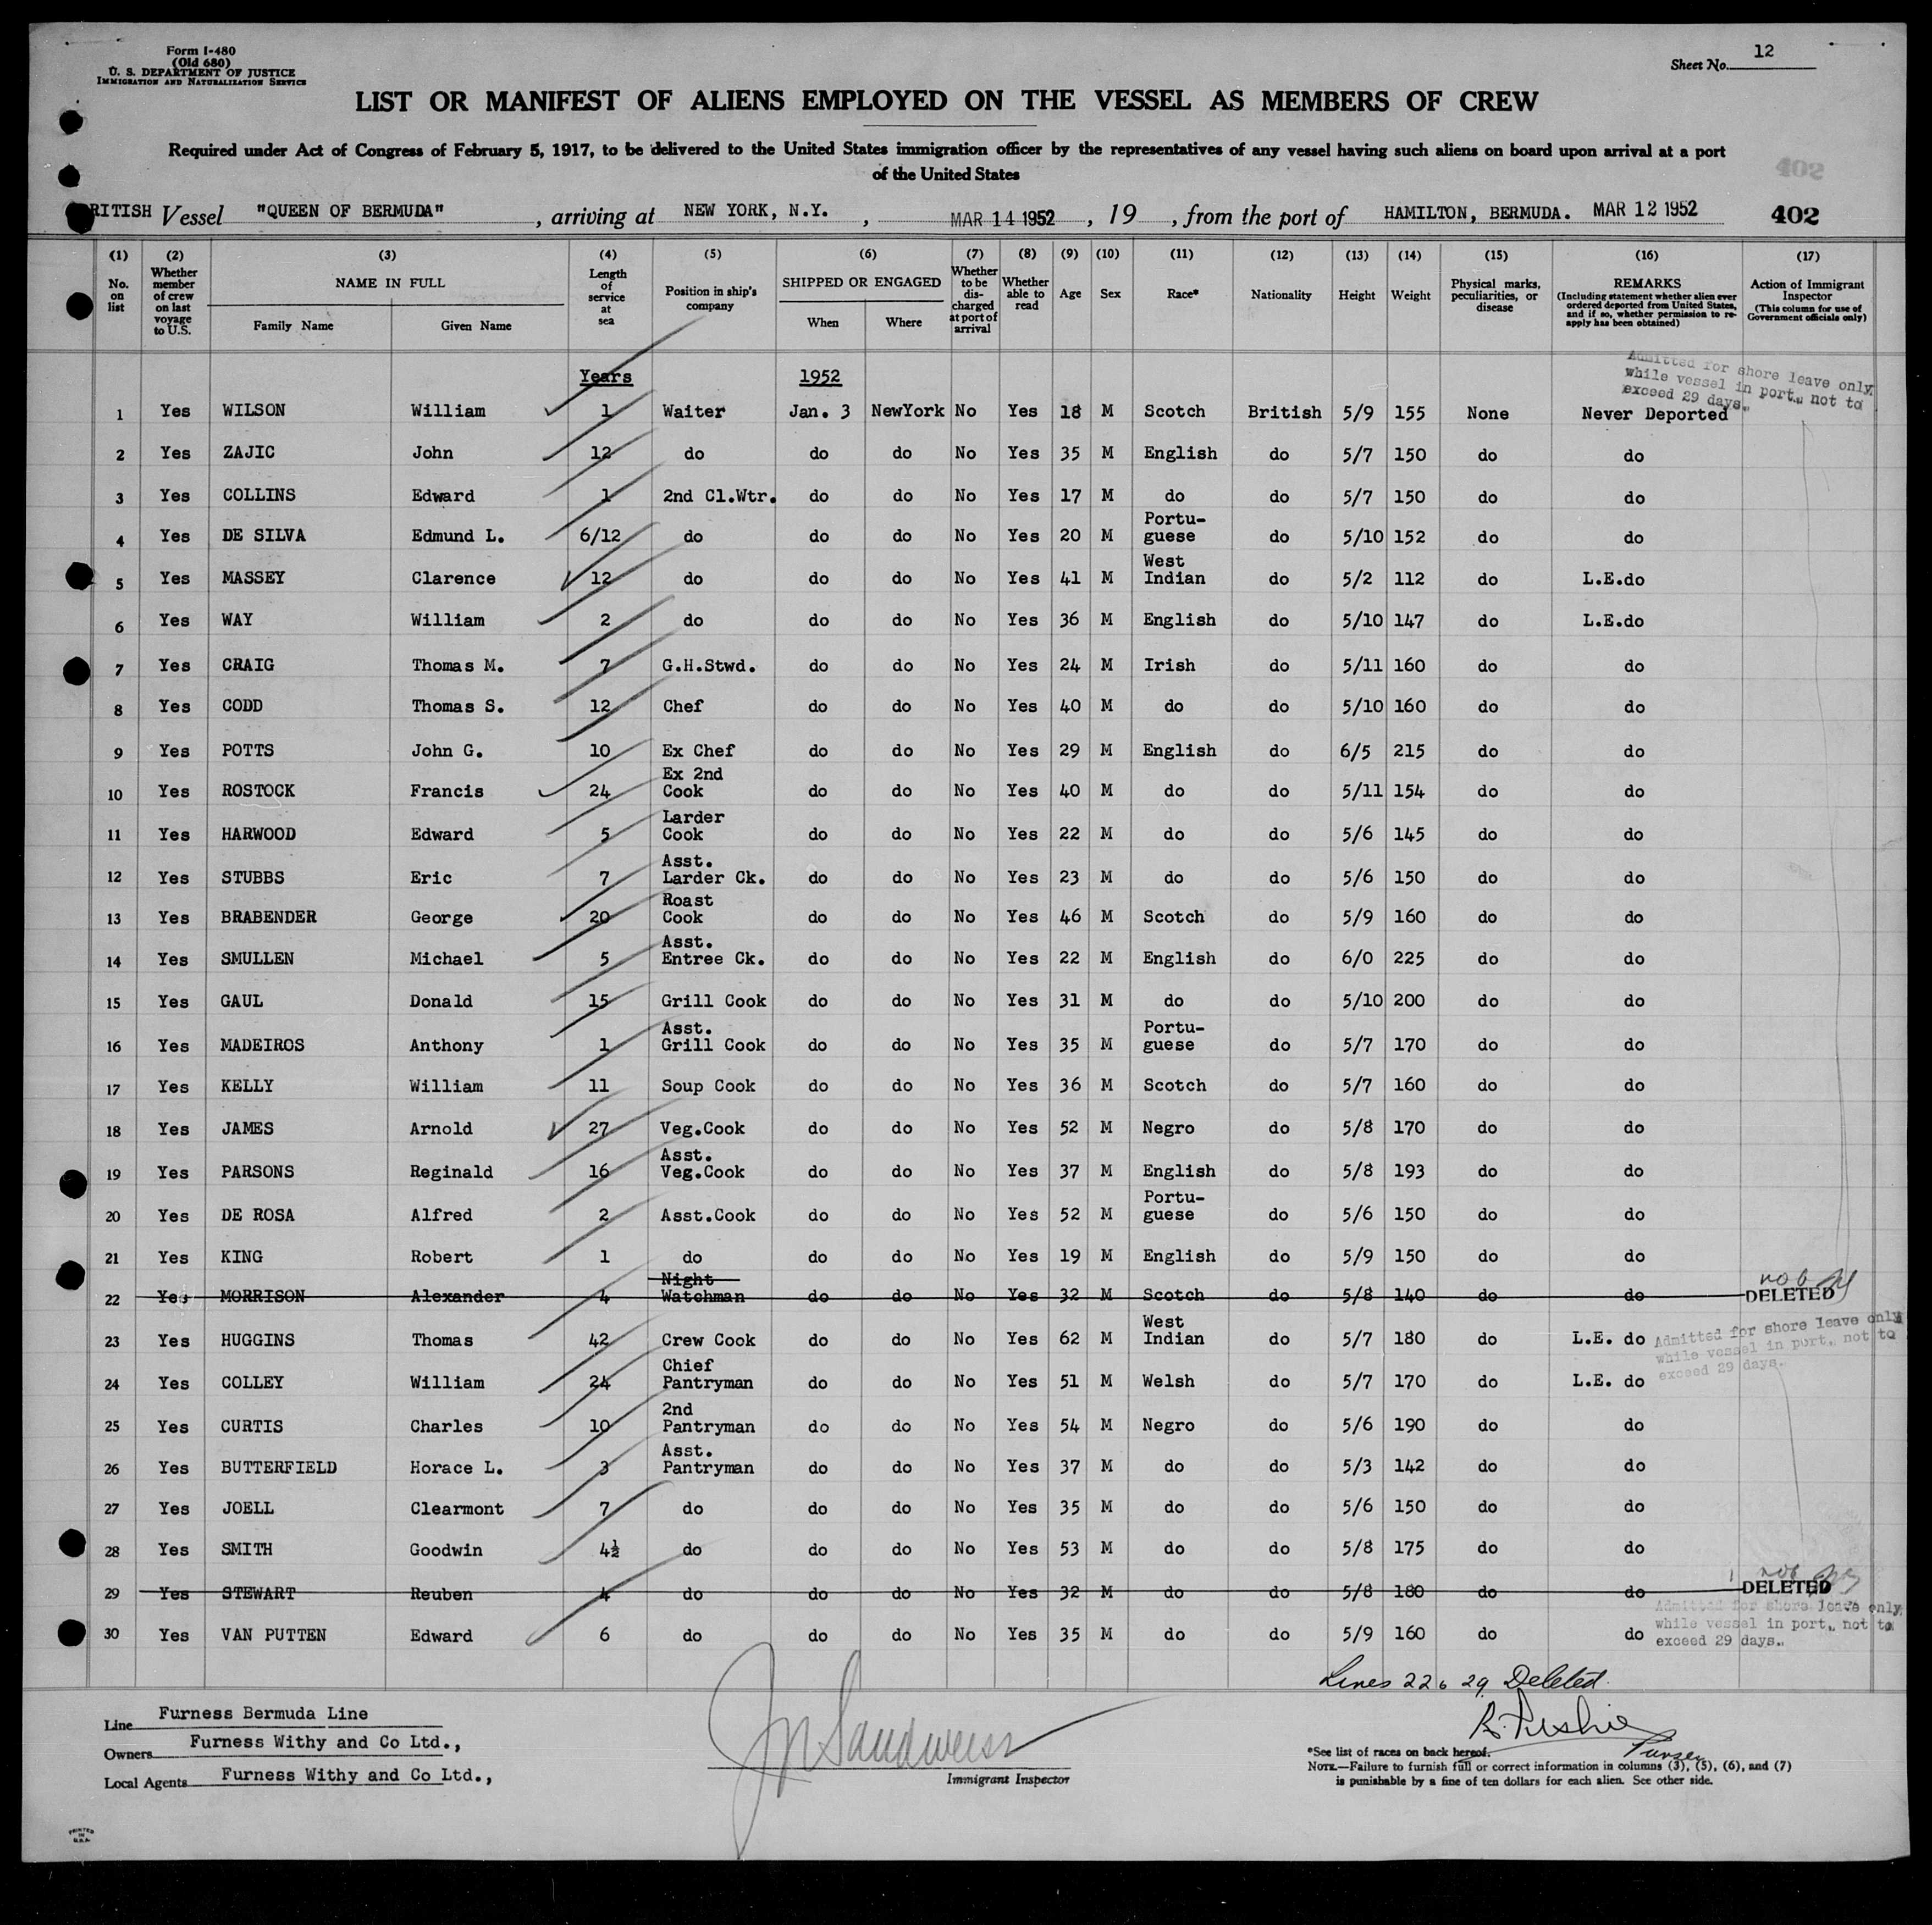 Form I-480
(Old 680)
U. S. DEPARTMENT OF JUSTICE
IMMIGRATION AND NATURALIZATION SERVICE
Sheet No. 12
LIST OR MANIFEST OF ALIENS EMPLOYED ON THE VESSEL AS MEMBERS OF CREW
Required under Act of Congress of February 5, 1917, to be delivered to the United States immigration officer by the representatives of any vessel having such aliens on board upon arrival at a port
of the United States
402
RITISH Vessel "QUEEN OF BERMUDA", arriving at NEW YORK, N.Y., MAR 14 1952, 19 , from the port of HAMILTON, BERMUDA. MAR 12 1952 402
(1) (2) (3) (4) (5) (6) (7) (8) (9) (10) (11) (12) (13) (14) (15) (16) (17)
No. on list
Whether member of crew on last voyage to U.S.
NAME IN FULL
Family Name Given Name
Length of service at sea
Position in ship's company
SHIPPED OR ENGAGED
When Where
Whether to be discharged at port of arrival
Whether able to read
Age
Sex
Race*
Nationality
Height
Weight
Physical marks, peculiarities, or disease
REMARKS
(Including statement whether alien ever ordered deported from United States, and if so, whether permission to re-apply has been obtained)
Action of Immigrant Inspector
(This column for use of Government officials only)
Years 1952
Admitted for shore leave only
while vessel in port, not to
exceed 29 days.
1 Yes WILSON William 1 Waiter Jan. 3 NewYork No Yes 18 M Scotch British 5/9 155 None Never Deported
2 Yes ZAJIC John 12 do do do No Yes 35 M English do 5/7 150 do do
3 Yes COLLINS Edward 1 2nd Cl.Wtr. do do No Yes 17 M do do 5/7 150 do do
4 Yes DE SILVA Edmund L. 6/12 do do do No Yes 20 M Portu-guese do 5/10 152 do do
5 Yes MASSEY Clarence 12 do do do No Yes 41 M West Indian do 5/2 112 do L.E.do
6 Yes WAY William 2 do do do No Yes 36 M English do 5/10 147 do L.E.do
7 Yes CRAIG Thomas M. 7 G.H.Stwd. do do No Yes 24 M Irish do 5/11 160 do do
8 Yes CODD Thomas S. 12 Chef do do No Yes 40 M do do 5/10 160 do do
9 Yes POTTS John G. 10 Ex Chef do do No Yes 29 M English do 6/5 215 do do
10 Yes ROSTOCK Francis 24 Ex 2nd Cook do do No Yes 40 M do do 5/11 154 do do
11 Yes HARWOOD Edward 5 Larder Cook do do No Yes 22 M do do 5/6 145 do do
12 Yes STUBBS Eric 7 Asst. Larder Ck. do do No Yes 23 M do do 5/6 150 do do
13 Yes BRABENDER George 20 Roast Cook do do No Yes 46 M Scotch do 5/9 160 do do
14 Yes SMULLEN Michael 5 Asst. Entree Ck. do do No Yes 22 M English do 6/0 225 do do
15 Yes GAUL Donald 15 Grill Cook do do No Yes 31 M do do 5/10 200 do do
16 Yes MADEIROS Anthony 1 Asst. Grill Cook do do No Yes 35 M Portu-guese do 5/7 170 do do
17 Yes KELLY William 11 Soup Cook do do No Yes 36 M Scotch do 5/7 160 do do
18 Yes JAMES Arnold 27 Veg.Cook do do No Yes 52 M Negro do 5/8 170 do do
19 Yes PARSONS Reginald 16 Asst. Veg.Cook do do No Yes 37 M English do 5/8 193 do do
20 Yes DE ROSA Alfred 2 Asst.Cook do do No Yes 52 M Portu-guese do 5/6 150 do do
21 Yes KING Robert 1 do do do No Yes 19 M English do 5/9 150 do do
22 Yes MORRISON Alexander 4 Night Watchman do do No Yes 32 M Scotch do 5/8 140 do do DELETED
23 Yes HUGGINS Thomas 42 Crew Cook do do No Yes 62 M West Indian do 5/7 180 do L.E. do
Admitted for shore leave only
while vessel in port, not to
exceed 29 days.
24 Yes COLLEY William 24 Chief Pantryman do do No Yes 51 M Welsh do 5/7 170 do L.E. do
25 Yes CURTIS Charles 10 2nd Pantryman do do No Yes 54 M Negro do 5/6 190 do do
26 Yes BUTTERFIELD Horace L. 3 Asst. Pantryman do do No Yes 37 M do do 5/3 142 do do
27 Yes JOELL Clearmont 7 do do do No Yes 35 M do do 5/6 150 do do
28 Yes SMITH Goodwin 4½ do do do No Yes 53 M do do 5/8 175 do do
29 Yes STEWART Reuben 4 do do do No Yes 32 M do do 5/8 180 do do DELETED
30 Yes VAN PUTTEN Edward 6 do do do No Yes 35 M do do 5/9 160 do do
Admitted for shore leave only
while vessel in port, not to
exceed 29 days.
Lines 22 & 29 Deleted.
Purser
Line Furness Bermuda Line
Owners Furness Withy and Co Ltd.,
Local Agents Furness Withy and Co Ltd.,
Immigrant Inspector
*See list of races on back hereof.
NOTE.—Failure to furnish full or correct information in columns (3), (5), (6), and (7)
is punishable by a fine of ten dollars for each alien. See other side.
PRINTED
IN
U.S.A.